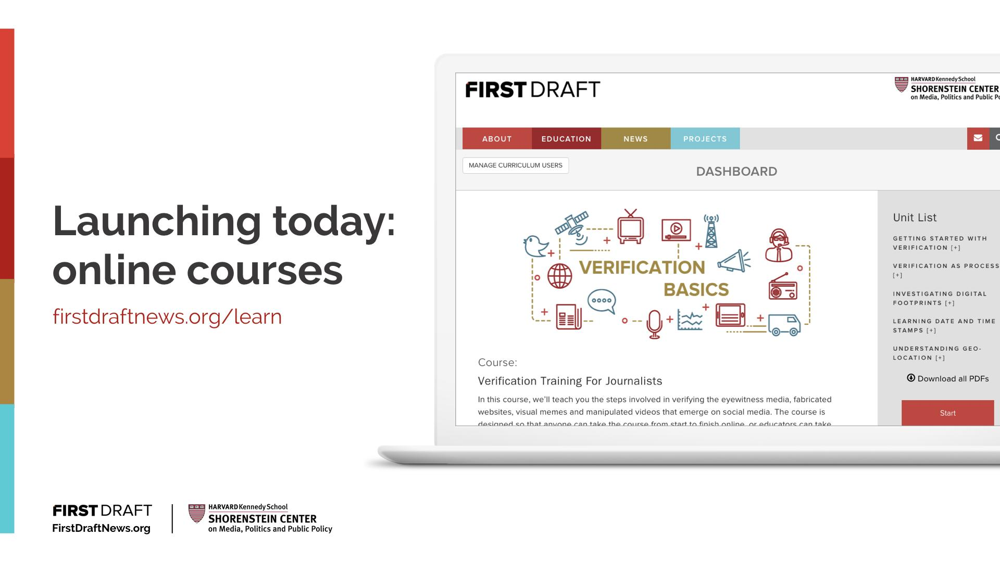 Launching today:
online courses
firstdraftnews.org/learn
FIRST DRAFT
FirstDraftNews.org
HARVARD Kennedy School
SHORENSTEIN CENTER
on Media, Politics and Public Policy
FIRST DRAFT
HARVARD Kennedy School
SHORENSTEIN CENTER
on Media, Politics and Public
ABOUT
EDUCATION
NEWS
PROJECTS
MANAGE CURRICULUM USERS
DASHBOARD
VERIFICATION
BASICS
Course:
Verification Training For Journalists
In this course, we'll teach you the steps involved in verifying the eyewitness media, fabricated
websites, visual memes and manipulated videos that emerge on social media. The course is
designed so that anyone can take the course from start to finish online, or educators can take
Unit List
GETTING STARTED WITH
VERIFICATION [+]
VERIFICATION AS PROCESS
[+]
INVESTIGATING DIGITAL
FOOTPRINTS [+]
LEARNING DATE AND TIME
STAMPS [+]
UNDERSTANDING GEO-
LOCATION [+]
Download all PDFs
Start